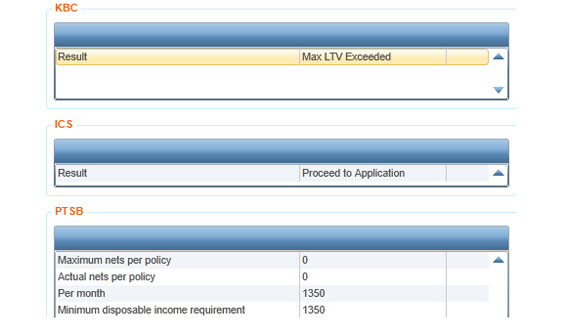 KBC
Result Max LTV Exceeded
ICS
Result Proceed to Application
PTSB
Maximum nets per policy 0
Actual nets per policy 0
Per month 1350
Minimum disposable income requirement 1350